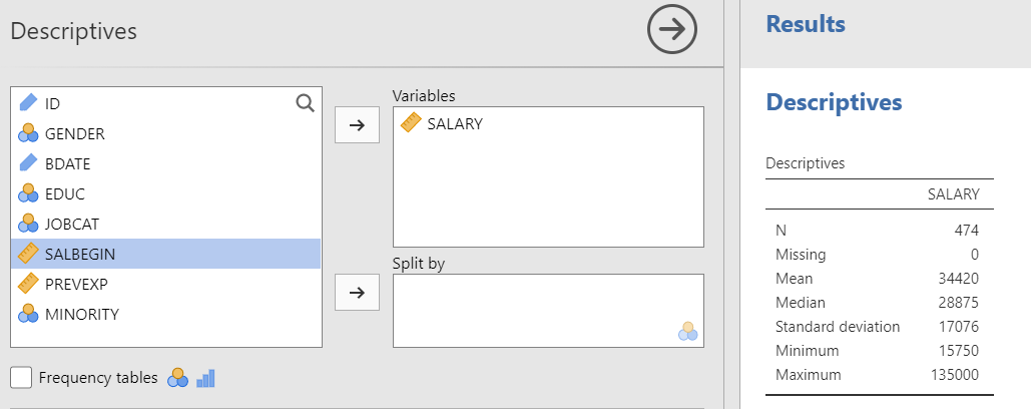 Descriptives
ID
GENDER
BDATE
EDUC
JOBCAT
SALBEGIN
PREVEXP
MINORITY
Variables
SALARY
Split by
Frequency tables
Results
Descriptives
Descriptives
SALARY
N 474
Missing 0
Mean 34420
Median 28875
Standard deviation 17076
Minimum 15750
Maximum 135000